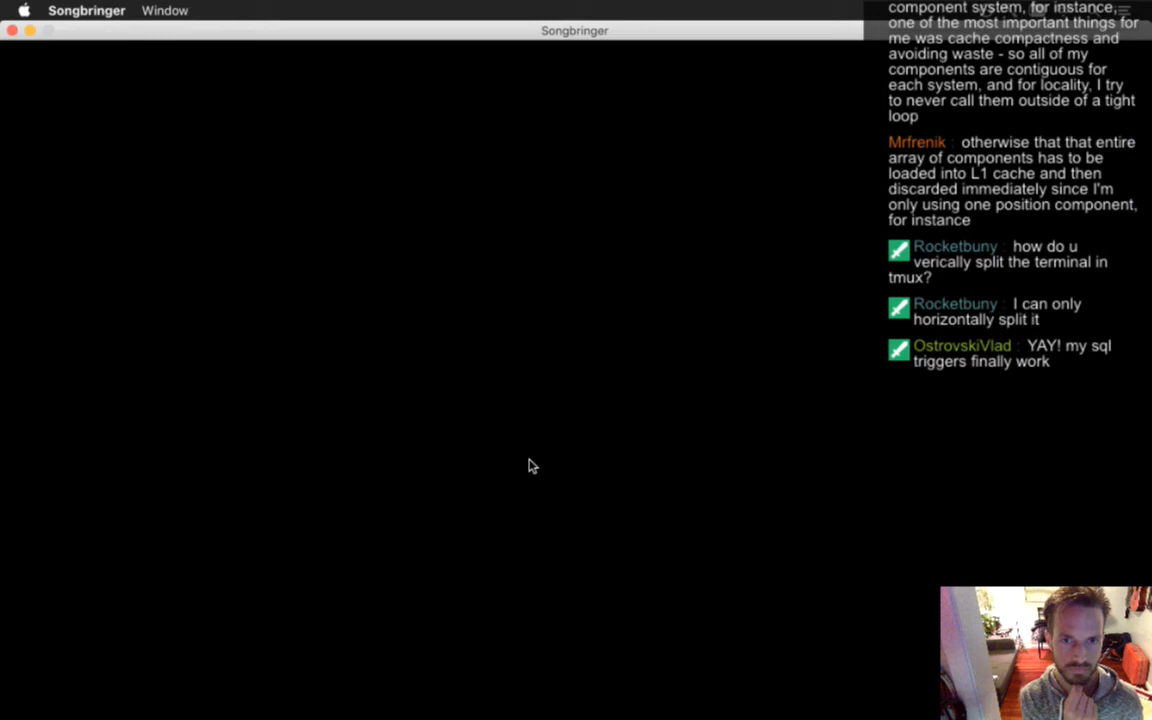 Songbringer Window
Songbringer
component system, for instance,
one of the most important things for
me was cache compactness and
avoiding waste - so all of my
components are contiguous for
each system, and for locality, I try
to never call them outside of a tight
loop
Mrfrenik : otherwise that that entire
array of components has to be
loaded into L1 cache and then
discarded immediately since I'm
only using one position component,
for instance
Rocketbuny : how do u
verically split the terminal in
tmux?
Rocketbuny : I can only
horizontally split it
OstrovskiVlad : YAY! my sql
triggers finally work